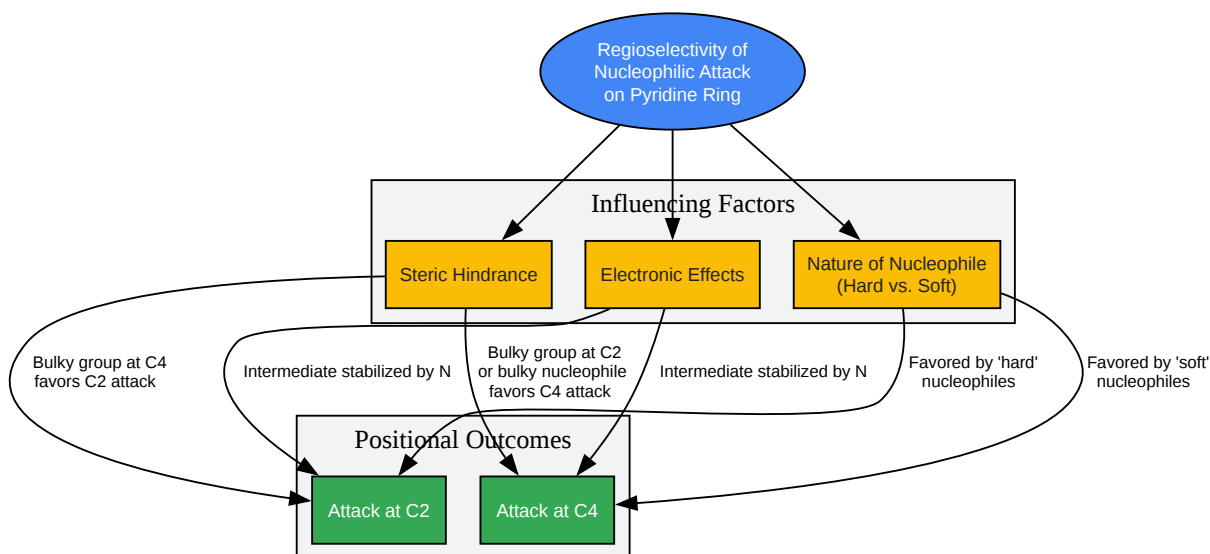 Regioselectivity of
Nucleophilic Attack
on Pyridine Ring
Influencing Factors
Steric Hindrance
Electronic Effects
Nature of Nucleophile
(Hard vs. Soft)
Bulky group at C4
favors C2 attack
Intermediate stabilized by N
Bulky group at C2
or bulky nucleophile
favors C4 attack
Intermediate stabilized by N
Favored by 'hard'
nucleophiles
Favored by 'soft'
nucleophiles
Positional Outcomes
Attack at C2
Attack at C4